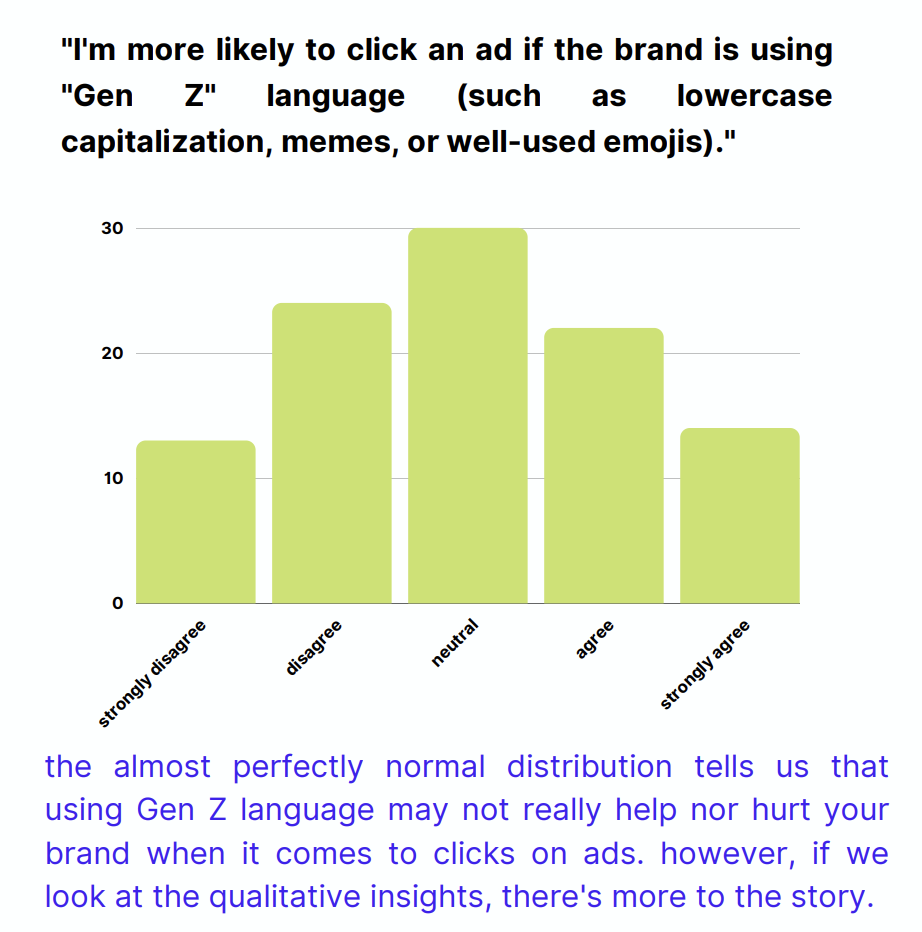 "I'm more likely to click an ad if the brand is using
"Gen Z" language (such as lowercase
capitalization, memes, or well-used emojis)."
30
20
10
0
strongly disagree
disagree
neutral
agree
strongly agree
the almost perfectly normal distribution tells us that
using Gen Z language may not really help nor hurt your
brand when it comes to clicks on ads. however, if we
look at the qualitative insights, there's more to the story.